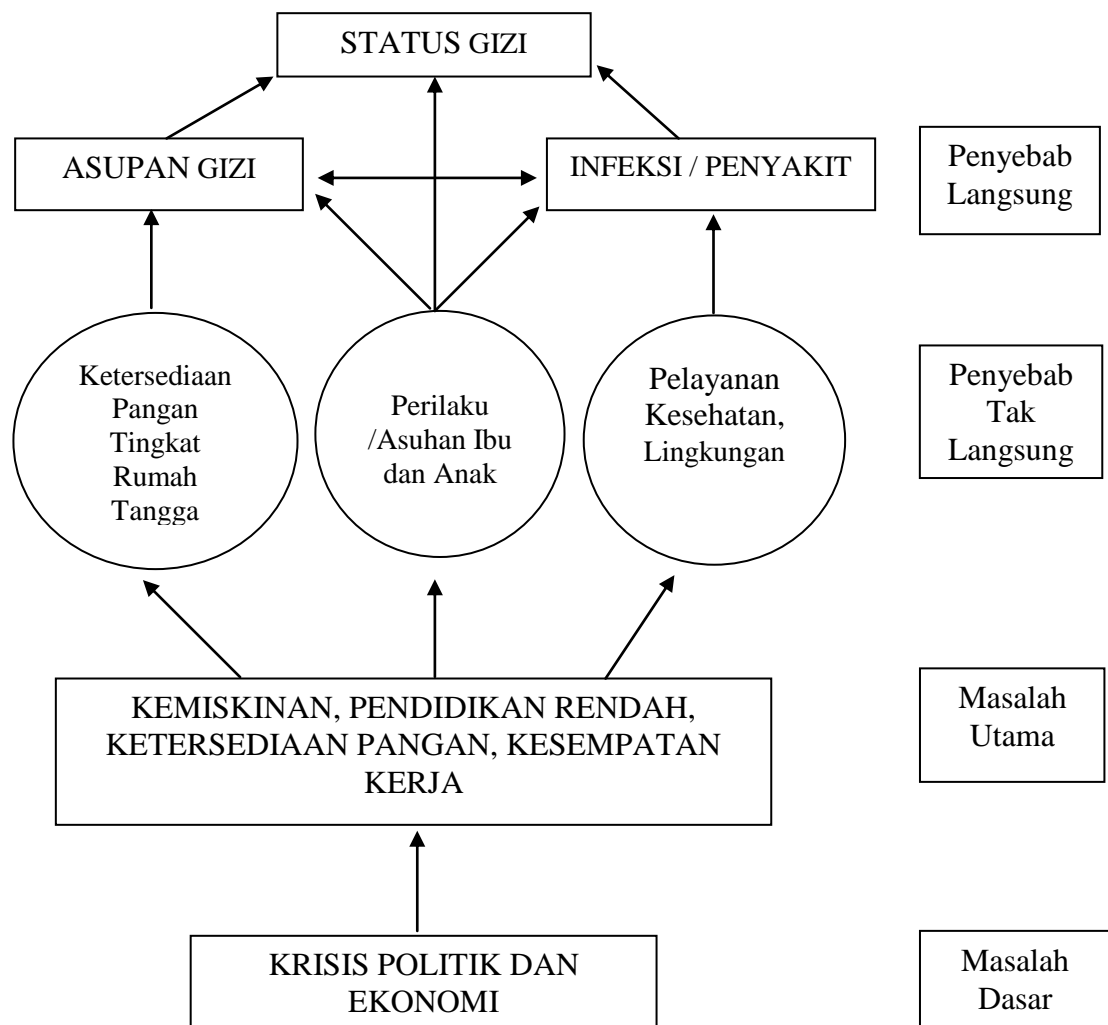 STATUS GIZI
ASUPAN GIZI
INFEKSI / PENYAKIT
Penyebab
Langsung
Ketersediaan
Pangan
Tingkat
Rumah
Tangga
Perilaku
/Asuhan Ibu
dan Anak
Pelayanan
Kesehatan,
Lingkungan
Penyebab
Tak
Langsung
KEMISKINAN, PENDIDIKAN RENDAH,
KETERSEDIAAN PANGAN, KESEMPATAN
KERJA
Masalah
Utama
KRISIS POLITIK DAN
EKONOMI
Masalah
Dasar